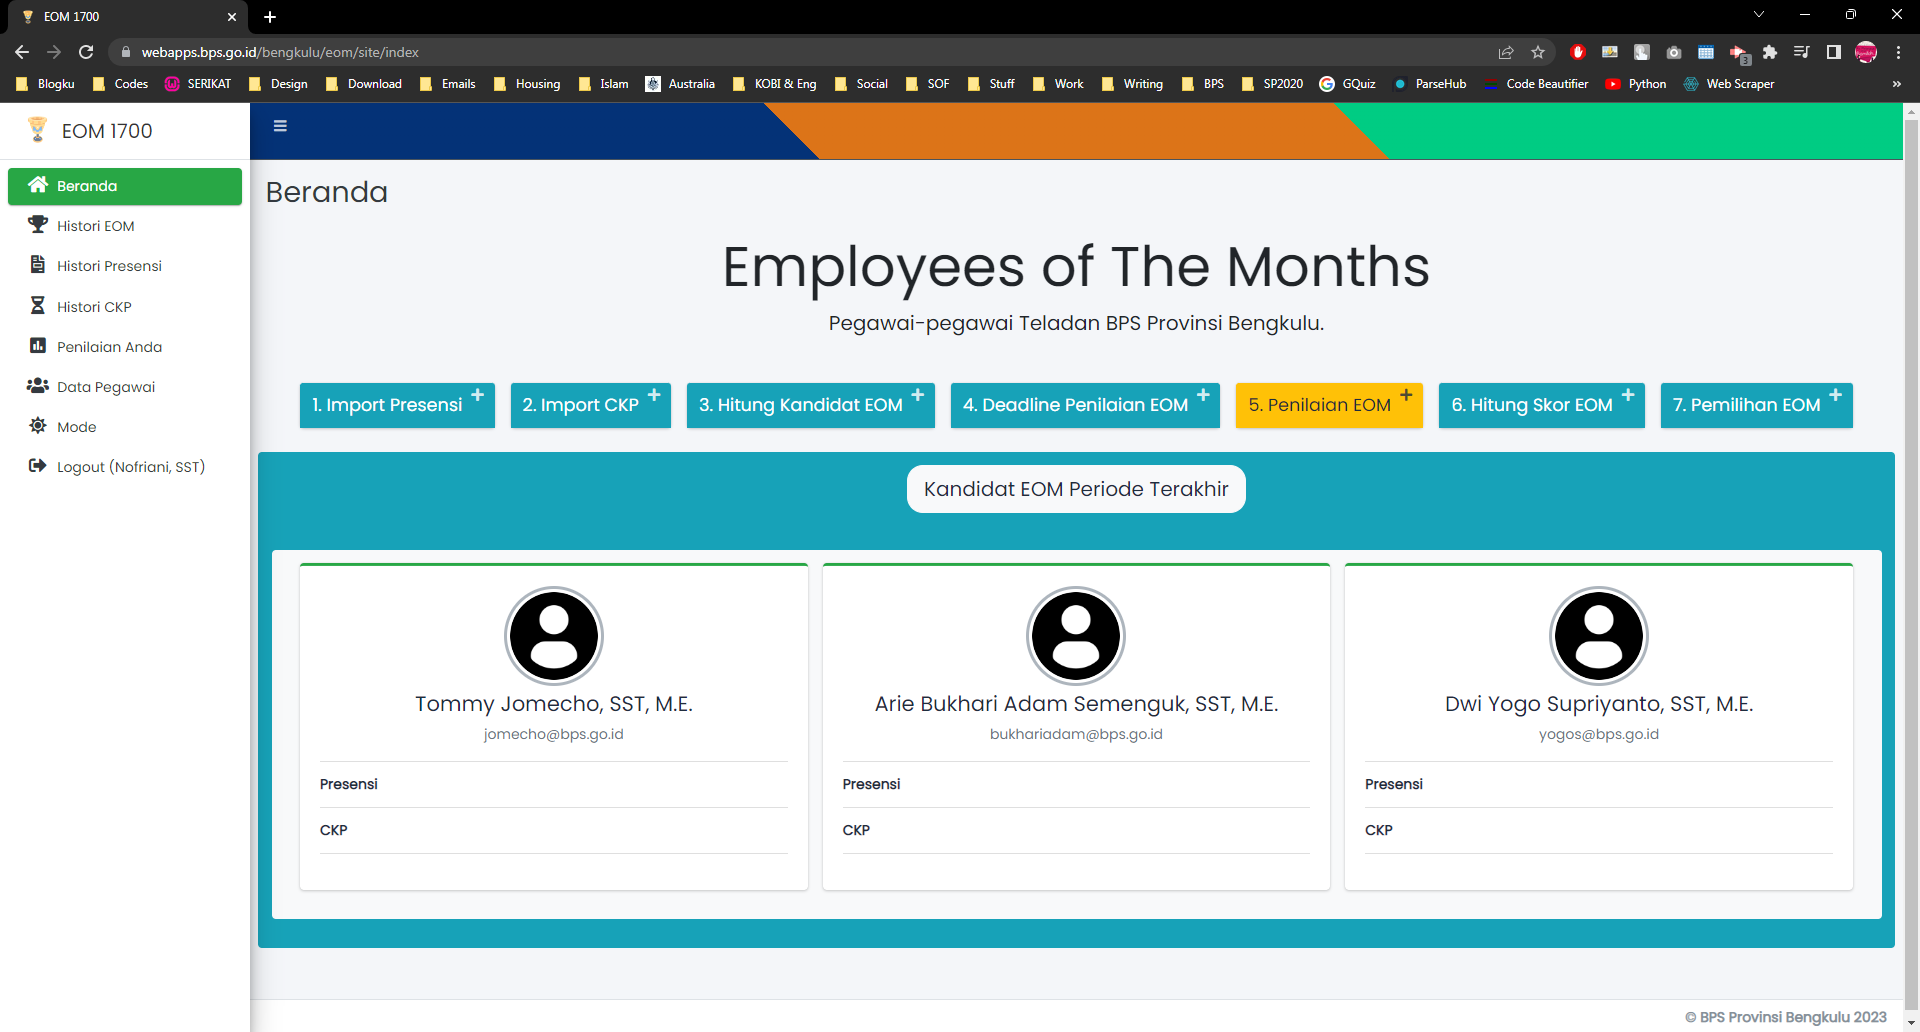 EOM 1700
webapps.bps.go.id/bengkulu/eom/site/index
3
Blogku Codes SERIKAT Design Download Emails Housing Islam Australia KOBI & Eng Social SOF Stuff Work Writing BPS SP2020 GQuiz ParseHub Code Beautifier Python Web Scraper »
EOM 1700
Beranda
Histori EOM
Histori Presensi
Histori CKP
Penilaian Anda
Data Pegawai
Mode
Logout (Nofriani, SST)
Beranda
Employees of The Months
Pegawai-pegawai Teladan BPS Provinsi Bengkulu.
1. Import Presensi +
2. Import CKP +
3. Hitung Kandidat EOM +
4. Deadline Penilaian EOM +
5. Penilaian EOM +
6. Hitung Skor EOM +
7. Pemilihan EOM +
Kandidat EOM Periode Terakhir
Tommy Jomecho, SST, M.E.
jomecho@bps.go.id
Presensi
CKP
Arie Bukhari Adam Semenguk, SST, M.E.
bukhariadam@bps.go.id
Presensi
CKP
Dwi Yogo Supriyanto, SST, M.E.
yogos@bps.go.id
Presensi
CKP
© BPS Provinsi Bengkulu 2023